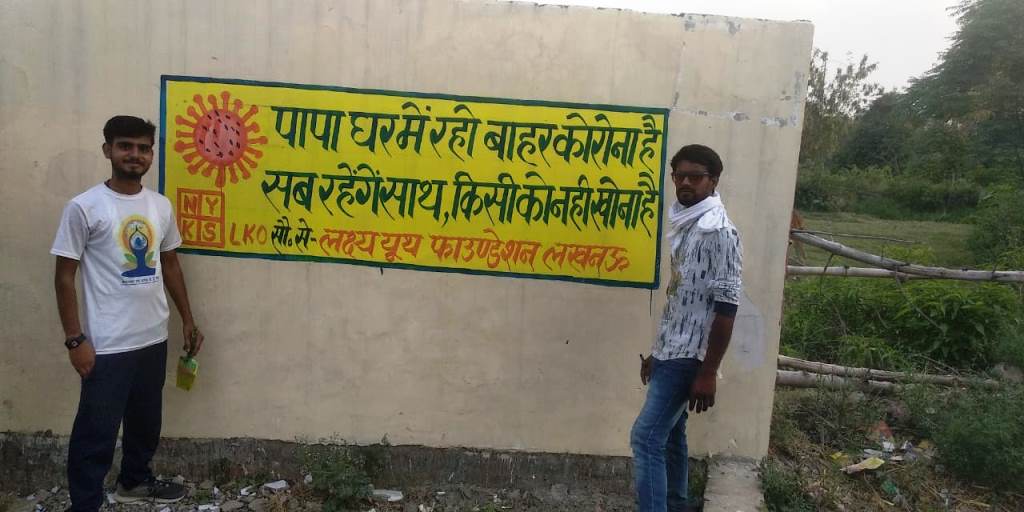 पापा घर में रहो बाहर कोरोना है
सब रहेंगें साथ, किसी को नही खोना है
NY
KS
LKO सौ. से- लक्ष्य यूथ फाउण्डेशन लखनऊ